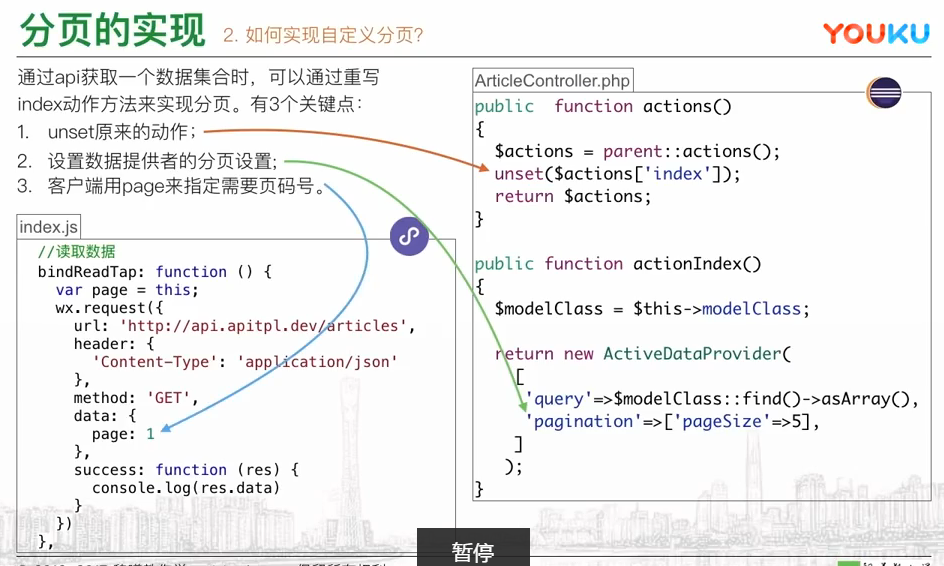 分页的实现 2. 如何实现自定义分页?
YOUKU
通过api获取一个数据集合时，可以通过重写
index动作方法来实现分页。有3个关键点：
1. unset原来的动作；
2. 设置数据提供者的分页设置;
3. 客户端用page来指定需要页码号。
index.js
//读取数据
bindReadTap: function () {
var page = this;
wx.request({
url: 'http://api.apitpl.dev/articles',
header: {
'Content-Type': 'application/json'
},
method: 'GET',
data: {
page: 1
},
success: function (res) {
console.log(res.data)
}
})
},
ArticleController.php
public function actions()
{
$actions = parent::actions();
unset($actions['index']);
return $actions;
}
public function actionIndex()
{
$modelClass = $this->modelClass;
return new ActiveDataProvider(
[
'query'=>$modelClass::find()->asArray(),
'pagination'=>['pageSize'=>5],
]
);
}
暂停